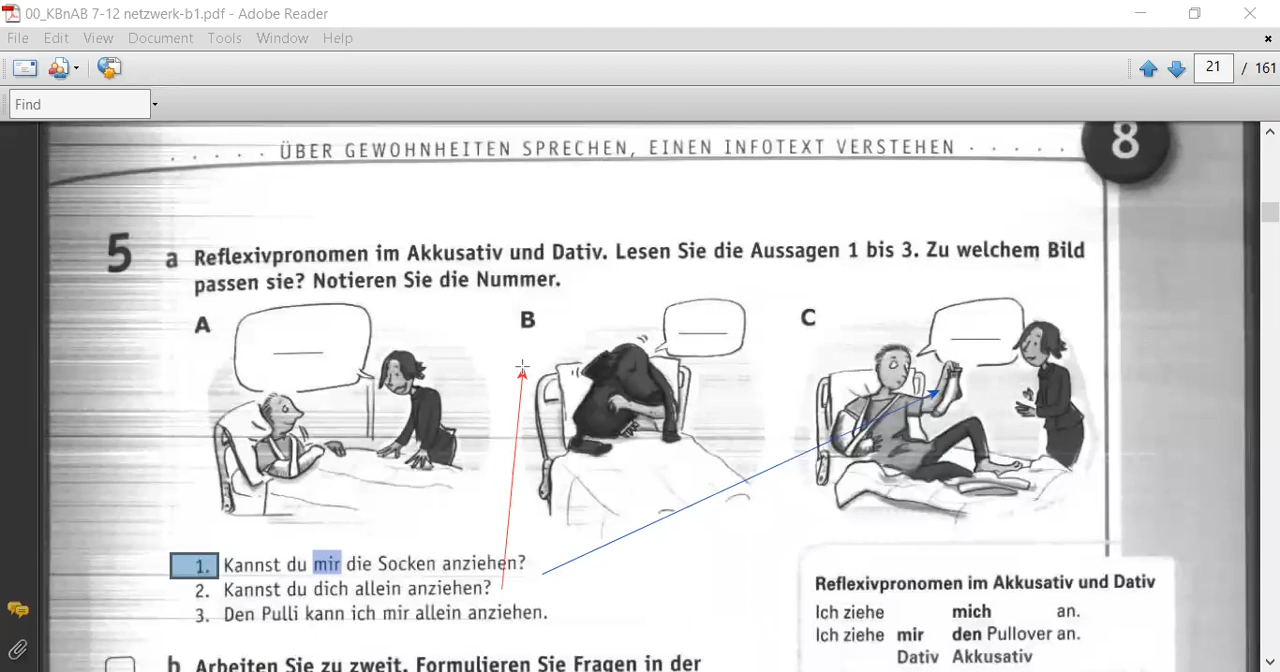 00_KBnAB 7-12 netzwerk-b1.pdf - Adobe Reader
File Edit View Document Tools Window Help
21 / 161
Find
ÜBER GEWOHNHEITEN SPRECHEN, EINEN INFOTEXT VERSTEHEN
8
5 a Reflexivpronomen im Akkusativ und Dativ. Lesen Sie die Aussagen 1 bis 3. Zu welchem Bild
passen sie? Notieren Sie die Nummer.
A
B
C
1. Kannst du mir die Socken anziehen?
2. Kannst du dich allein anziehen?
3. Den Pulli kann ich mir allein anziehen.
Reflexivpronomen im Akkusativ und Dativ
Ich ziehe mich an.
Ich ziehe mir den Pullover an.
Dativ Akkusativ
b Arbeiten Sie zu zweit. Formulieren Sie Fragen in der